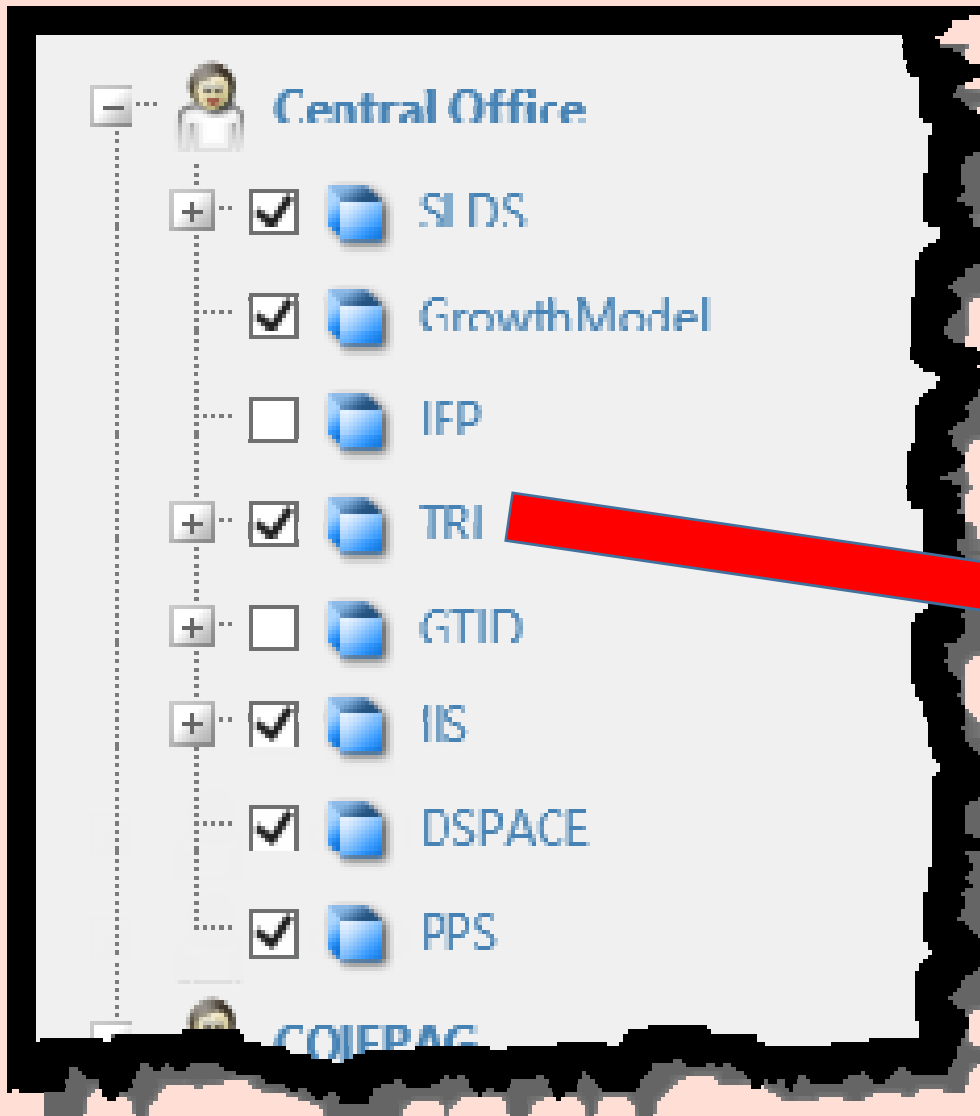 Central Office
SLDS
GrowthModel
IEP
TRI
GTID
IIS
DSPACE
PPS